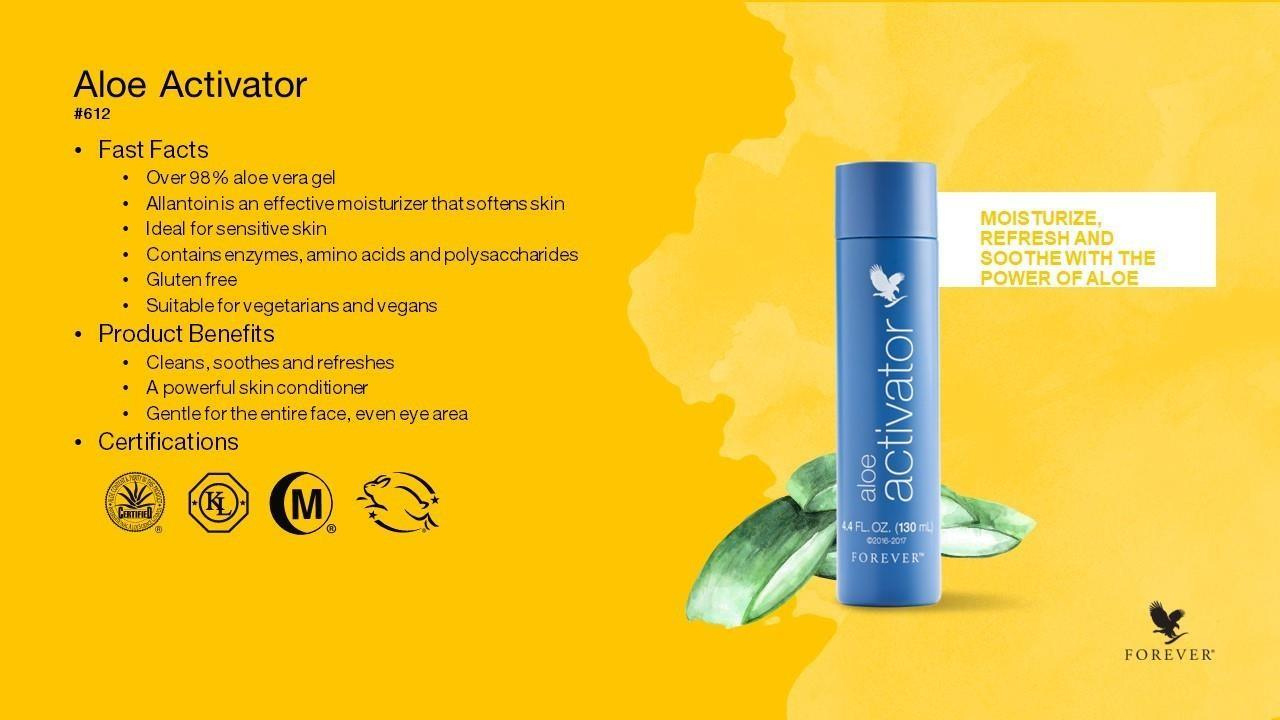 Aloe Activator
#612
• Fast Facts
• Over 98% aloe vera gel
• Allantoin is an effective moisturizer that softens skin
• Ideal for sensitive skin
• Contains enzymes, amino acids and polysaccharides
• Gluten free
• Suitable for vegetarians and vegans
• Product Benefits
• Cleans, soothes and refreshes
• A powerful skin conditioner
• Gentle for the entire face, even eye area
• Certifications
CERTIFIED
®
KL
M
®
MOISTURIZE,
REFRESH AND
SOOTHE WITH THE
POWER OF ALOE
aloe
activator
4.4 FL. OZ. (130 mL)
©2016-2017
FOREVER™
FOREVER®